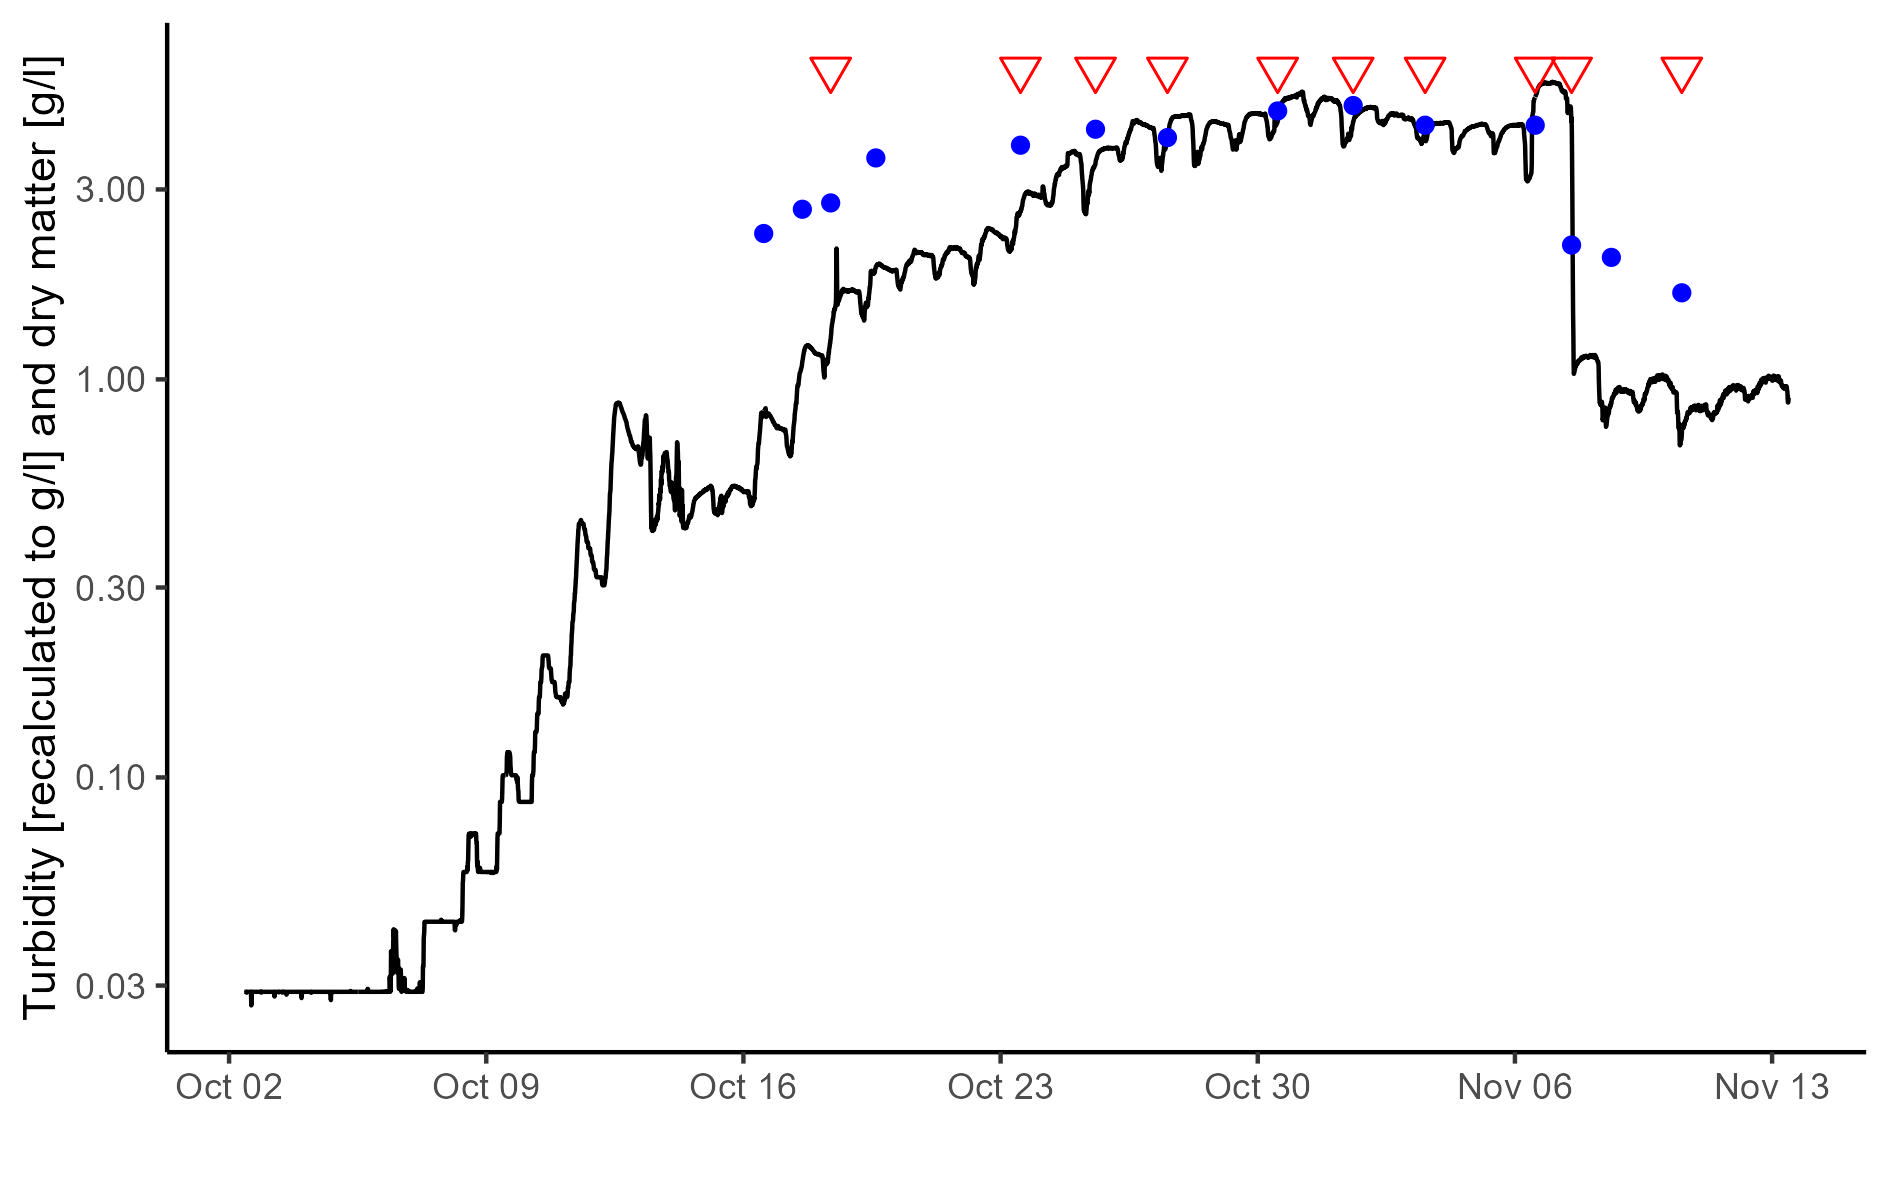 Turbidity [recalculated to g/l] and dry matter [g/l]
3.00
1.00
0.30
0.10
0.03
Oct 02 Oct 09 Oct 16 Oct 23 Oct 30 Nov 06 Nov 13